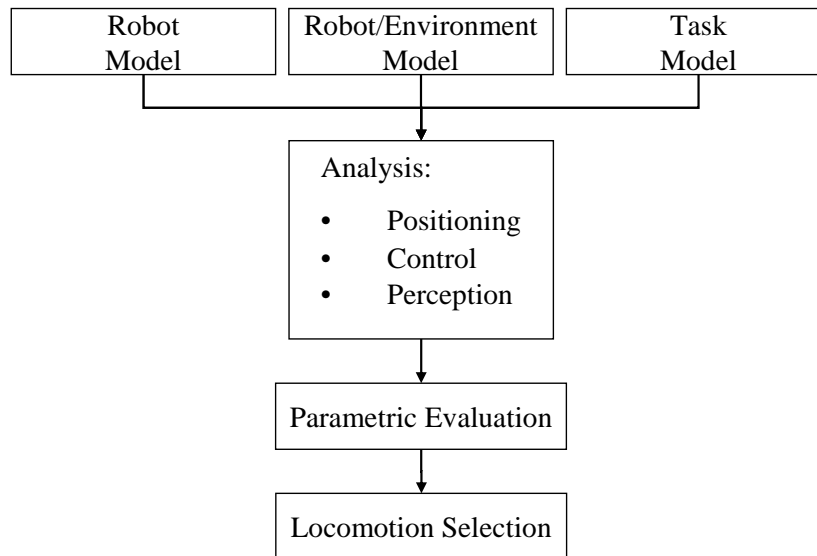 Robot
Model
Robot/Environment
Model
Task
Model
Analysis:
• Positioning
• Control
• Perception
Parametric Evaluation
Locomotion Selection